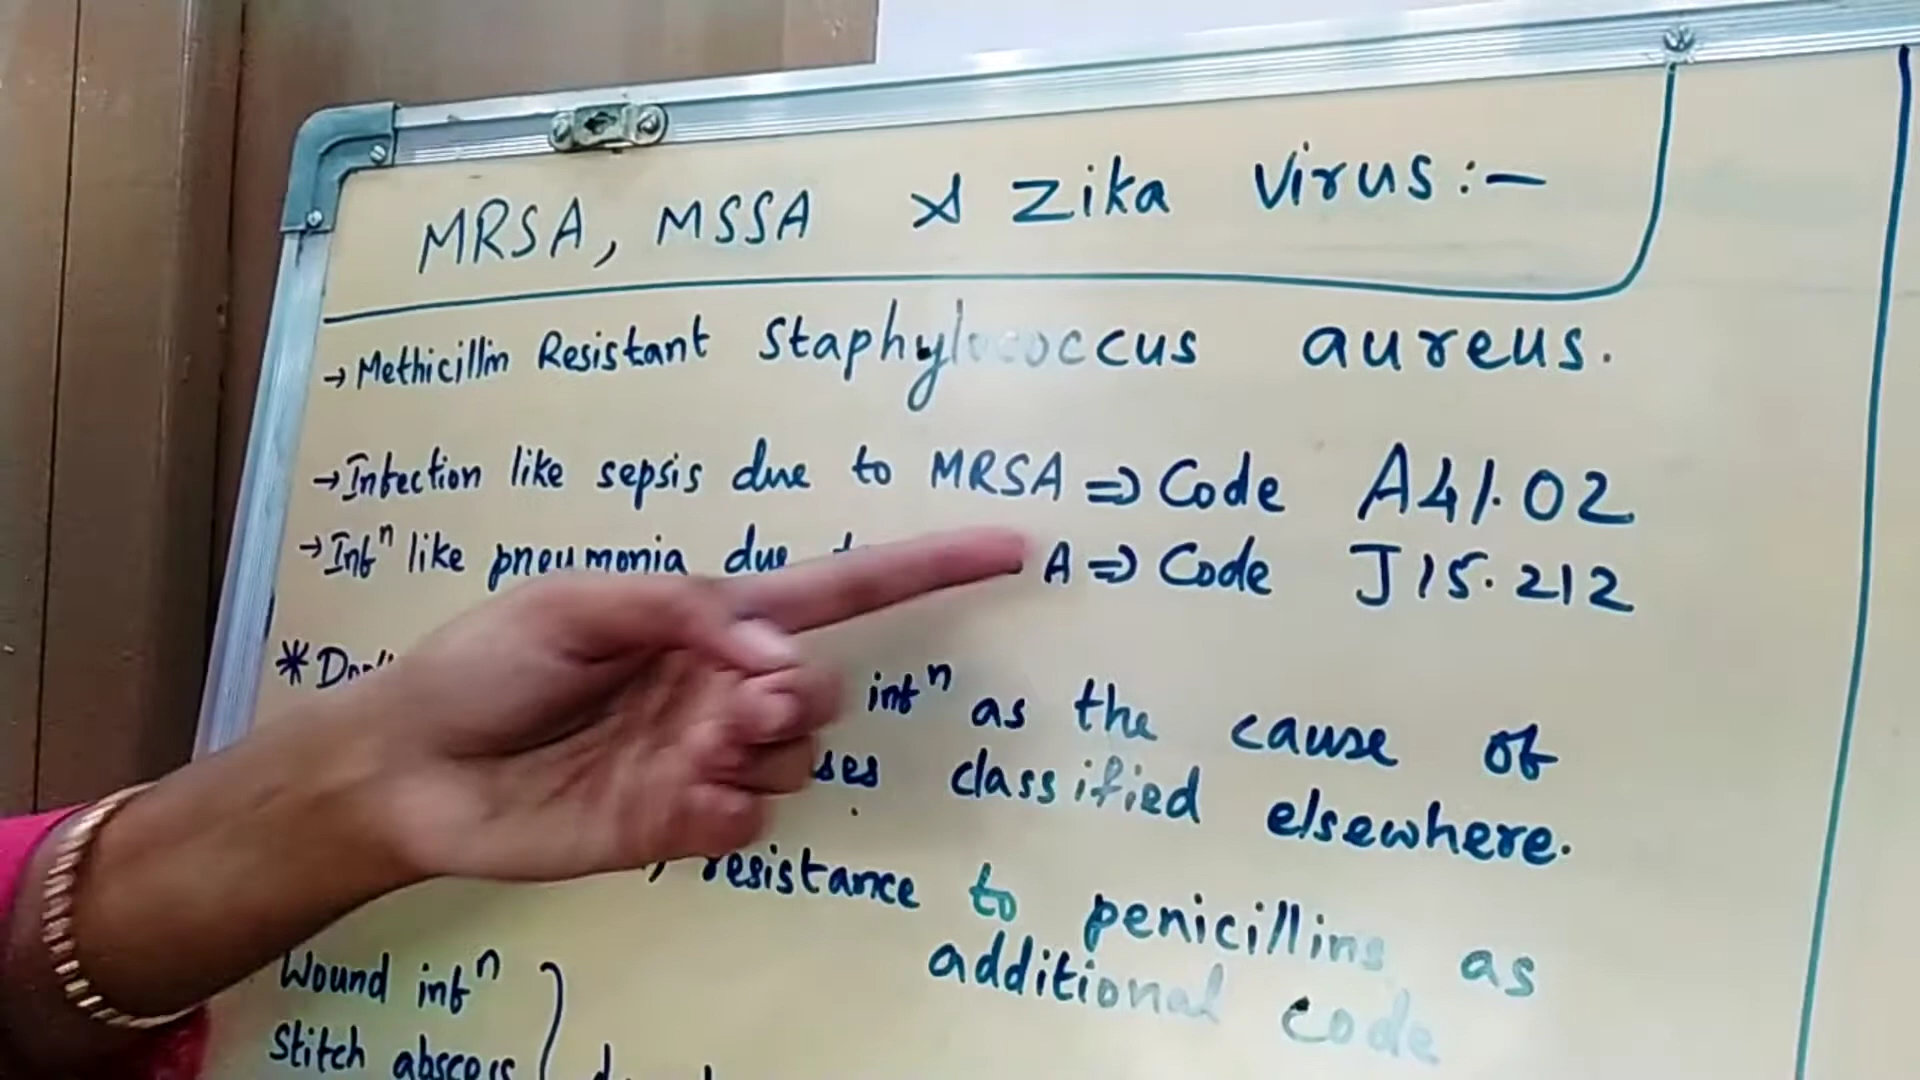 MRSA, MSSA & Zika Virus :-
→ Methicillin Resistant Staphylococcus aureus.
→ Infection like sepsis due to MRSA ⇒ Code A41.02
→ Infⁿ like pneumonia due A ⇒ Code J15.212
* infⁿ as the cause of
classified elsewhere.
resistance to penicillins as
additional code
Wound infⁿ
Stitch abscess